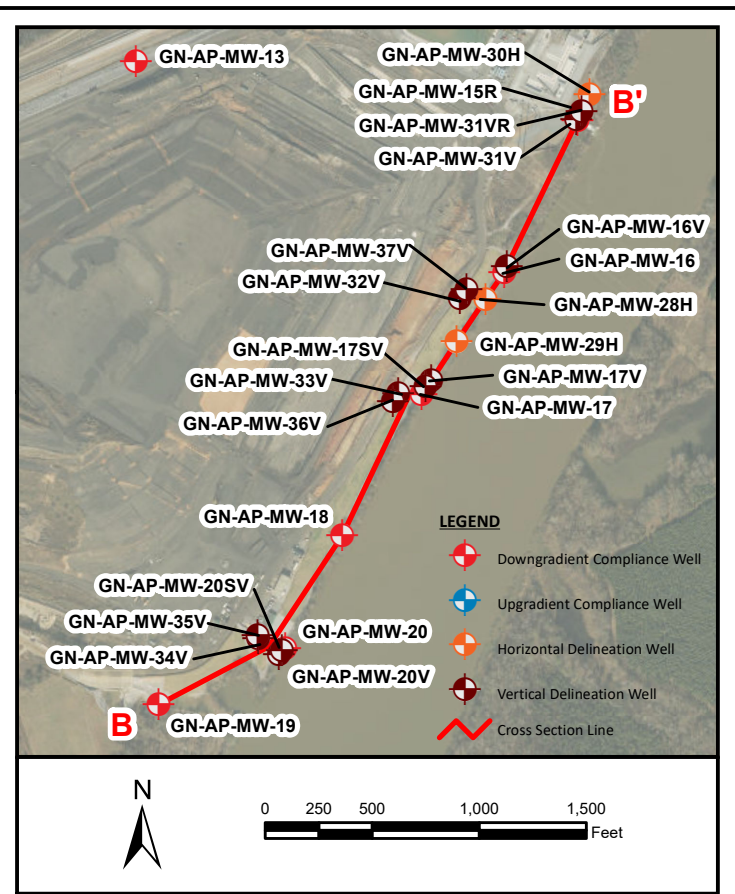 GN-AP-MW-13
GN-AP-MW-30H
GN-AP-MW-15R
B'
GN-AP-MW-31VR
GN-AP-MW-31V
GN-AP-MW-16V
GN-AP-MW-37V
GN-AP-MW-16
GN-AP-MW-32V
GN-AP-MW-28H
GN-AP-MW-29H
GN-AP-MW-17SV
GN-AP-MW-33V
GN-AP-MW-17V
GN-AP-MW-17
GN-AP-MW-36V
GN-AP-MW-18
LEGEND
Downgradient Compliance Well
Upgradient Compliance Well
Horizontal Delineation Well
Vertical Delineation Well
Cross Section Line
GN-AP-MW-20SV
GN-AP-MW-35V
GN-AP-MW-20
GN-AP-MW-34V
GN-AP-MW-20V
B
GN-AP-MW-19
N
0 250 500 1,000 1,500
Feet